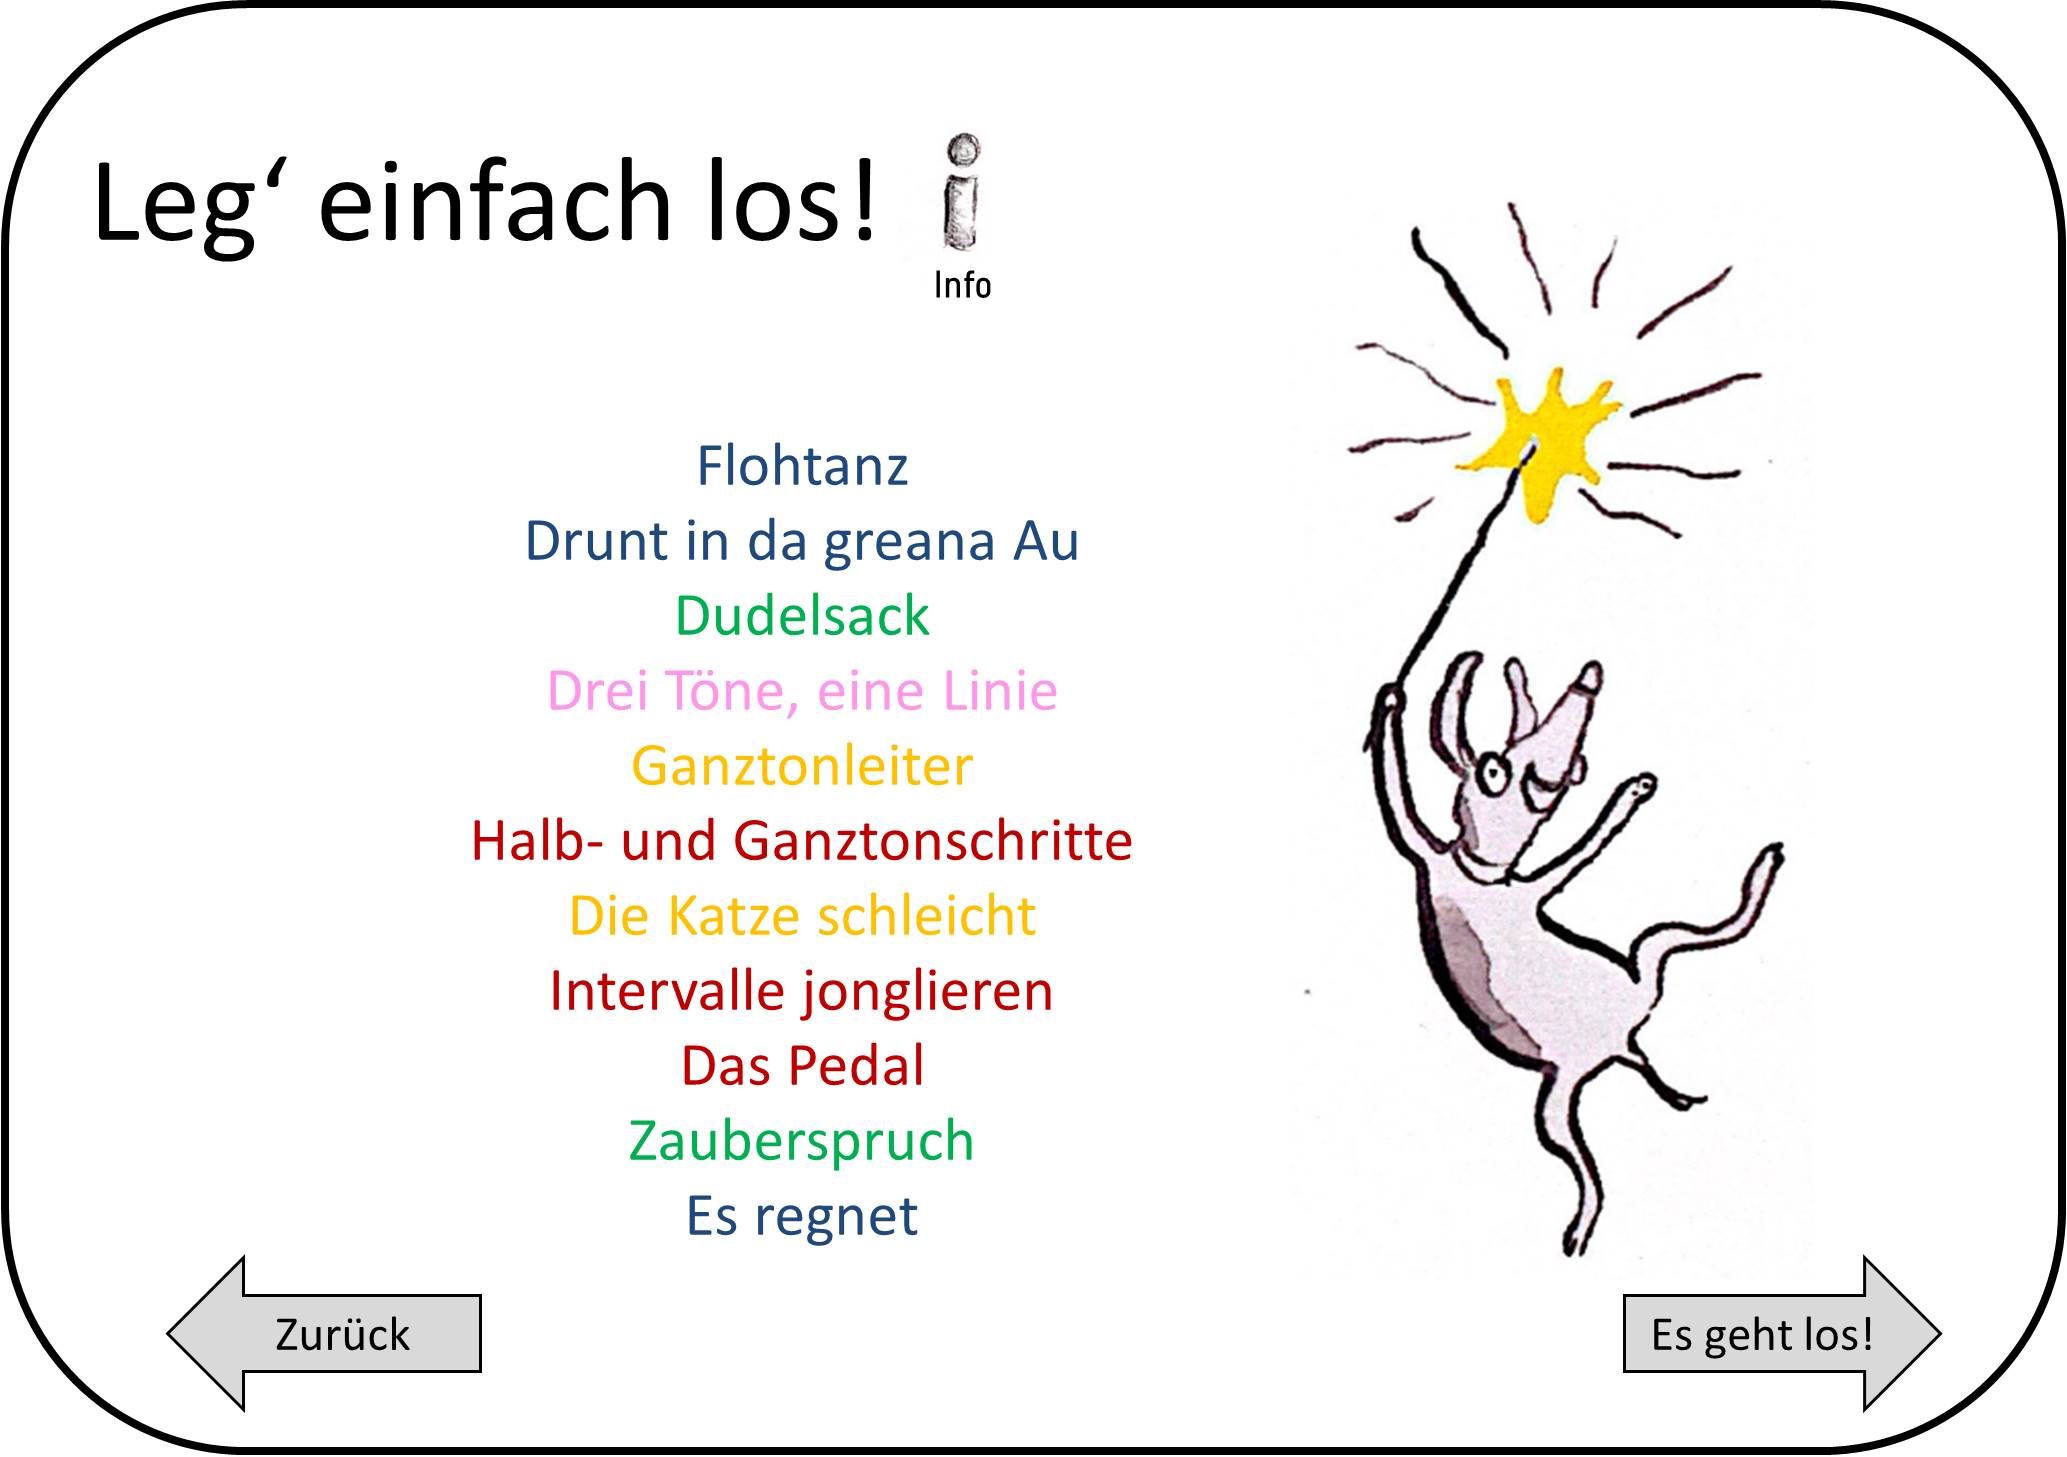 Leg‘ einfach los!
Info
Flohtanz
Drunt in da greana Au
Dudelsack
Drei Töne, eine Linie
Ganztonleiter
Halb- und Ganztonschritte
Die Katze schleicht
Intervalle jonglieren
Das Pedal
Zauberspruch
Es regnet
Zurück
Es geht los!